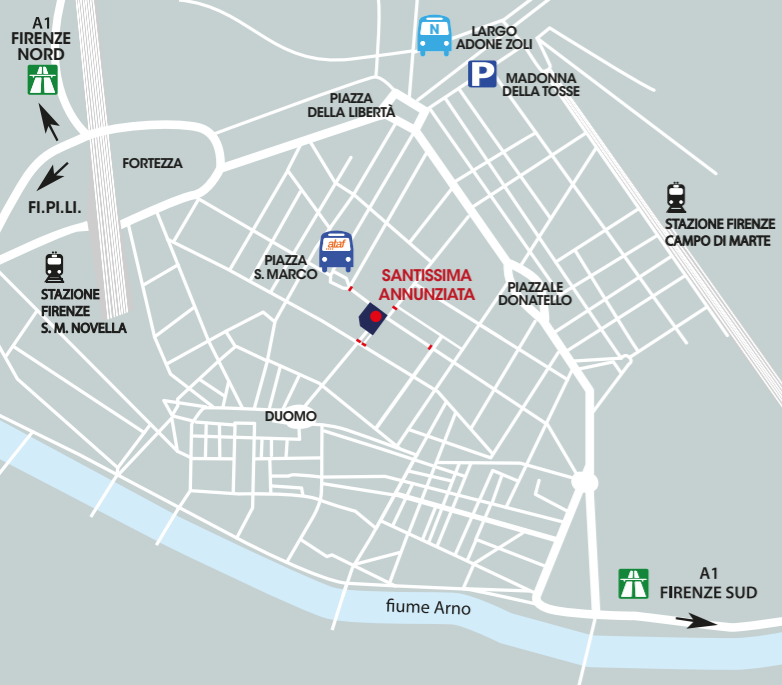 A1
FIRENZE
NORD
N
LARGO
ADONE ZOLI
P
MADONNA
DELLA TOSSE
PIAZZA
DELLA LIBERTÀ
FORTEZZA
FI.PI.LI.
STAZIONE FIRENZE
CAMPO DI MARTE
ataf
PIAZZA
S. MARCO
SANTISSIMA
ANNUNZIATA
PIAZZALE
DONATELLO
STAZIONE
FIRENZE
S. M. NOVELLA
DUOMO
A1
FIRENZE SUD
fiume Arno